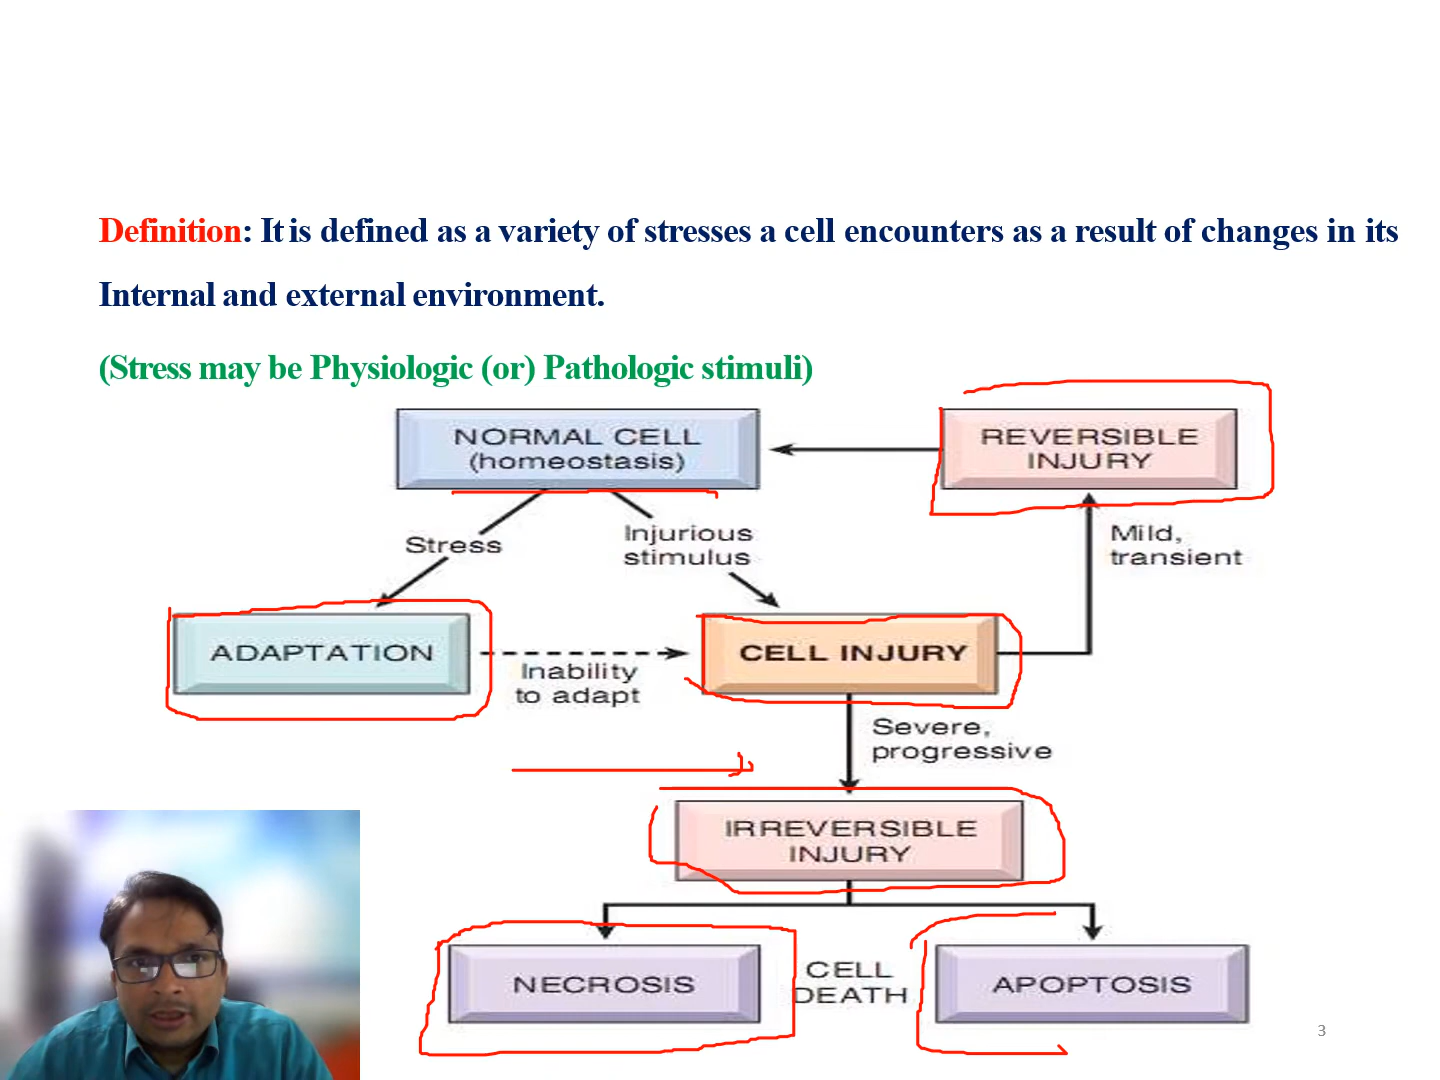 Definition: It is defined as a variety of stresses a cell encounters as a result of changes in its
Internal and external environment.
(Stress may be Physiologic (or) Pathologic stimuli)
NORMAL CELL
(homeostasis)
REVERSIBLE
INJURY
Stress
Injurious
stimulus
Mild,
transient
ADAPTATION
Inability
to adapt
CELL INJURY
Severe,
progressive
IRREVERSIBLE
INJURY
NECROSIS
CELL
DEATH
APOPTOSIS
3